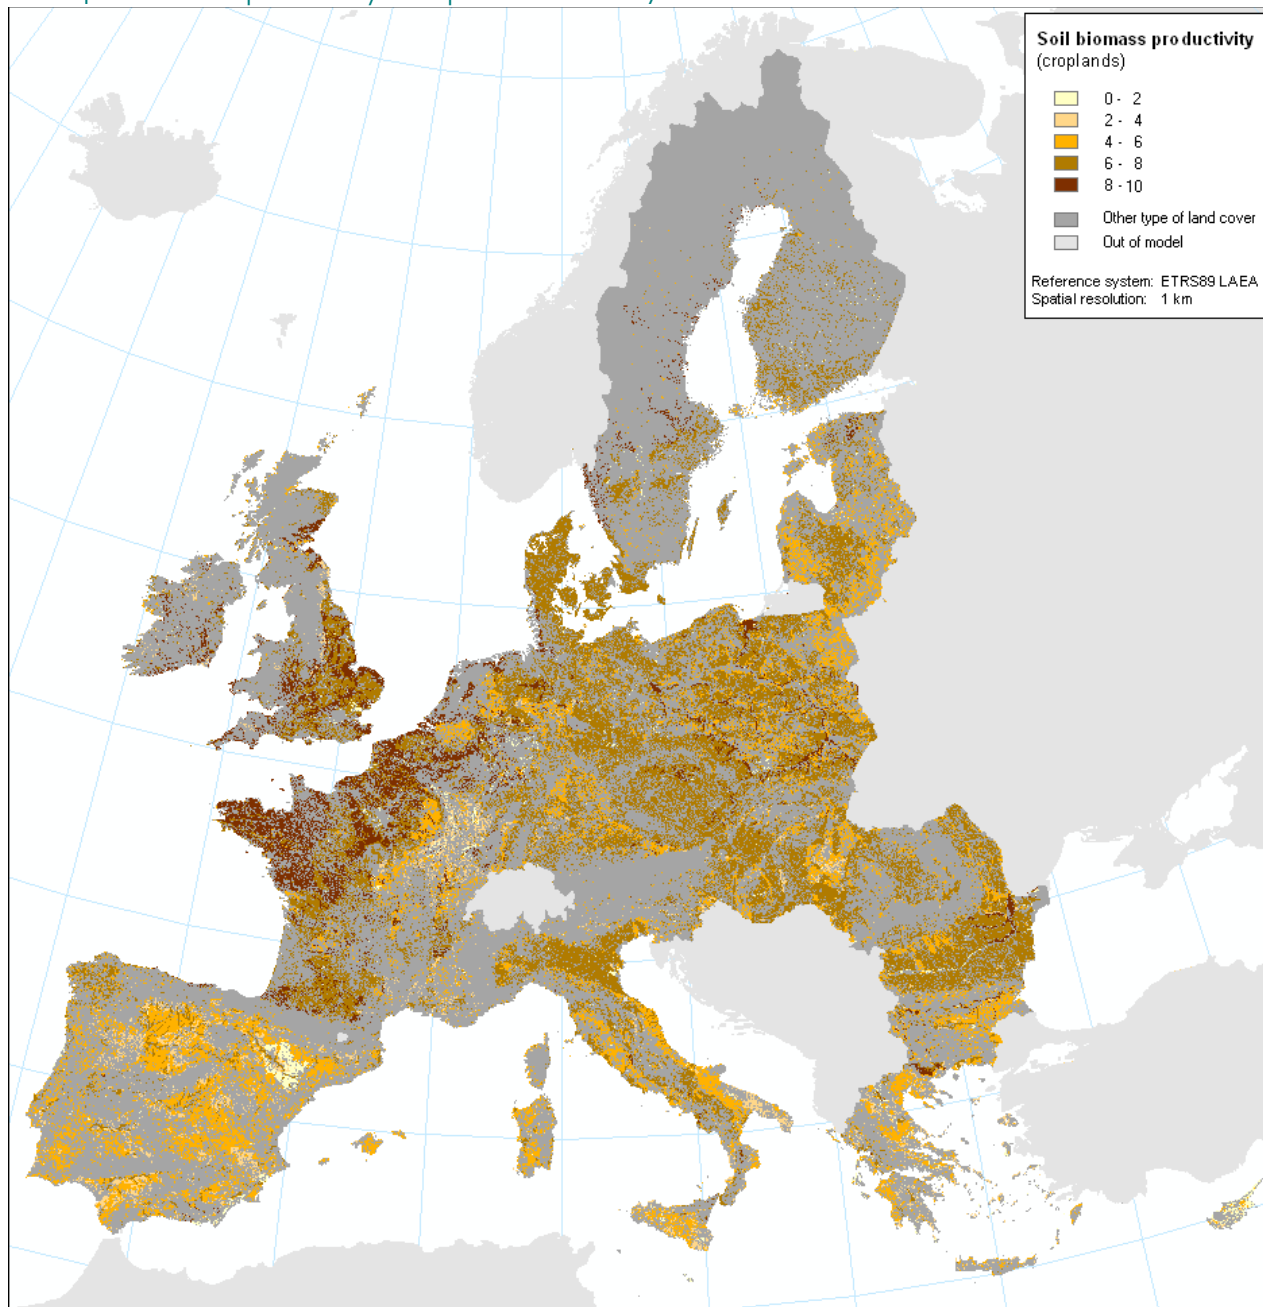 Soil biomass productivity
(croplands)
0 - 2
2 - 4
4 - 6
6 - 8
8 - 10
Other type of land cover
Out of model
Reference system: ETRS89 LAEA
Spatial resolution: 1 km